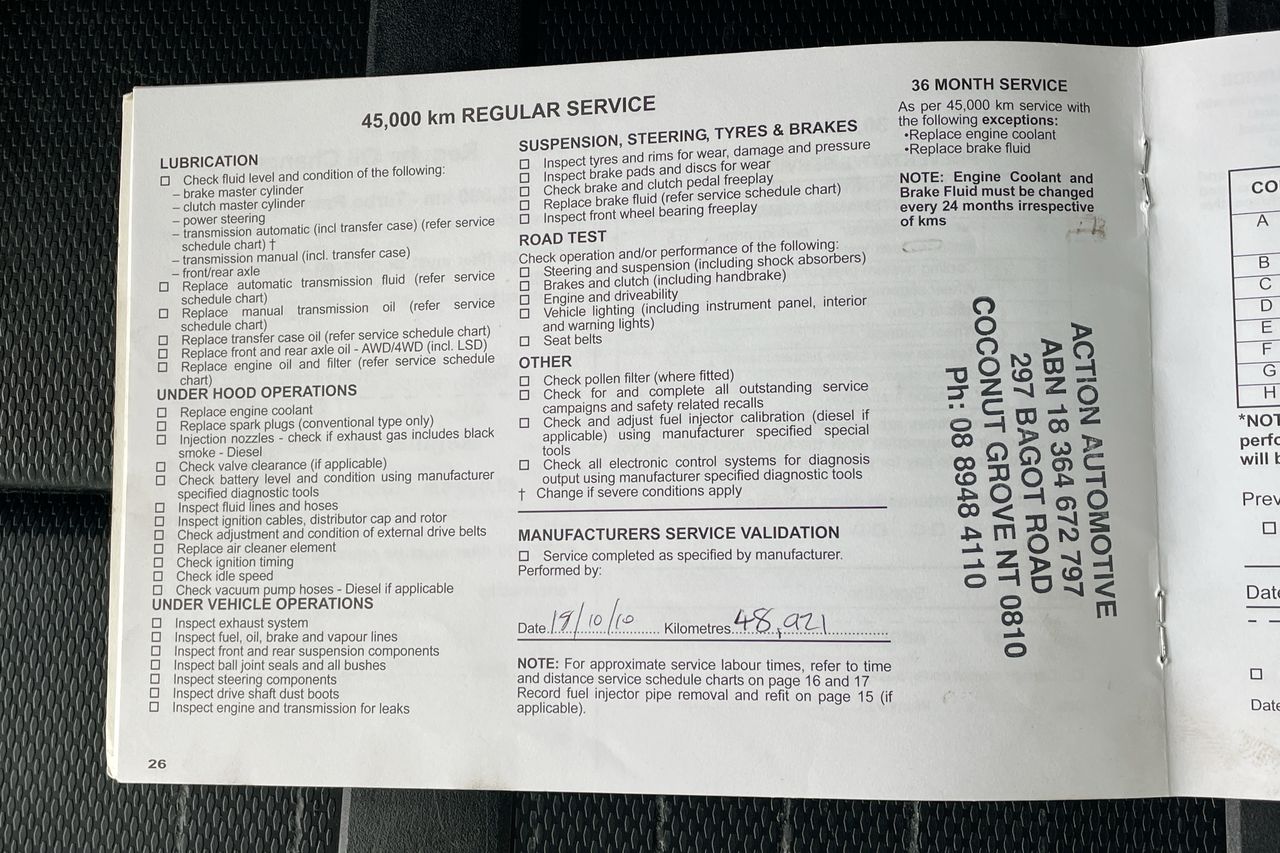 45,000 km REGULAR SERVICE
LUBRICATION
☐ Check fluid level and condition of the following:
– brake master cylinder
– clutch master cylinder
– power steering
– transmission automatic (incl transfer case) (refer service
schedule chart) †
– transmission manual (incl. transfer case)
– front/rear axle
☐ Replace automatic transmission fluid (refer service
schedule chart)
☐ Replace manual transmission oil (refer service
schedule chart)
☐ Replace transfer case oil (refer service schedule chart)
☐ Replace front and rear axle oil - AWD/4WD (incl. LSD)
☐ Replace engine oil and filter (refer service schedule
chart)
UNDER HOOD OPERATIONS
☐ Replace engine coolant
☐ Replace spark plugs (conventional type only)
☐ Injection nozzles - check if exhaust gas includes black
smoke - Diesel
☐ Check valve clearance (if applicable)
☐ Check battery level and condition using manufacturer
specified diagnostic tools
☐ Inspect fluid lines and hoses
☐ Inspect ignition cables, distributor cap and rotor
☐ Check adjustment and condition of external drive belts
☐ Replace air cleaner element
☐ Check ignition timing
☐ Check idle speed
☐ Check vacuum pump hoses - Diesel if applicable
UNDER VEHICLE OPERATIONS
☐ Inspect exhaust system
☐ Inspect fuel, oil, brake and vapour lines
☐ Inspect front and rear suspension components
☐ Inspect ball joint seals and all bushes
☐ Inspect steering components
☐ Inspect drive shaft dust boots
☐ Inspect engine and transmission for leaks
26
SUSPENSION, STEERING, TYRES & BRAKES
☐ Inspect tyres and rims for wear, damage and pressure
☐ Inspect brake pads and discs for wear
☐ Check brake and clutch pedal freeplay
☐ Replace brake fluid (refer service schedule chart)
☐ Inspect front wheel bearing freeplay
ROAD TEST
Check operation and/or performance of the following:
☐ Steering and suspension (including shock absorbers)
☐ Brakes and clutch (including handbrake)
☐ Engine and driveability
☐ Vehicle lighting (including instrument panel, interior
and warning lights)
☐ Seat belts
OTHER
☐ Check pollen filter (where fitted)
☐ Check for and complete all outstanding service
campaigns and safety related recalls
☐ Check and adjust fuel injector calibration (diesel if
applicable) using manufacturer specified special
tools
☐ Check all electronic control systems for diagnosis
output using manufacturer specified diagnostic tools
† Change if severe conditions apply
MANUFACTURERS SERVICE VALIDATION
☐ Service completed as specified by manufacturer.
Performed by:
Date 19/10/10 Kilometres 48,921
NOTE: For approximate service labour times, refer to time
and distance service schedule charts on page 16 and 17
Record fuel injector pipe removal and refit on page 15 (if
applicable).
36 MONTH SERVICE
As per 45,000 km service with
the following exceptions:
•Replace engine coolant
•Replace brake fluid
NOTE: Engine Coolant and
Brake Fluid must be changed
every 24 months irrespective
of kms
ACTION AUTOMOTIVE
ABN 18 364 672 797
297 BAGOT ROAD
COCONUT GROVE NT 0810
Ph: 08 8948 4110
CO
A
B
C
D
E
F
G
H
*NOT
perfo
will b
Prev
☐
Date
☐
Date